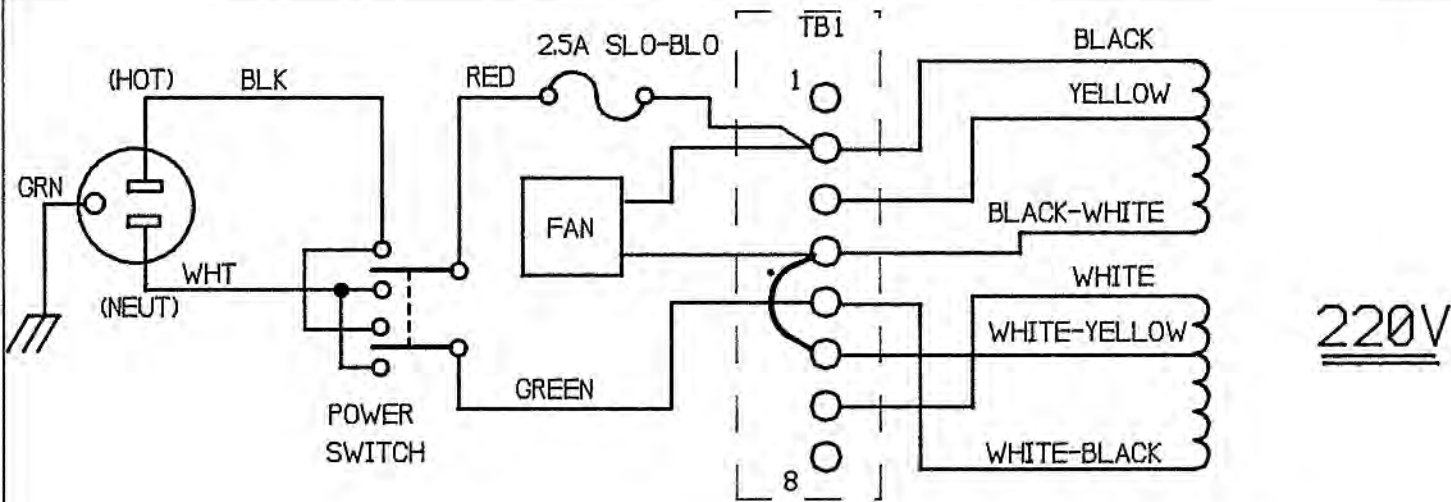 (HOT)
BLK
RED
2.5A SLO-BLO
TB1
1
BLACK
YELLOW
GRN
FAN
BLACK-WHITE
WHT
(NEUT)
WHITE
WHITE-YELLOW
220V
GREEN
POWER
SWITCH
WHITE-BLACK
8